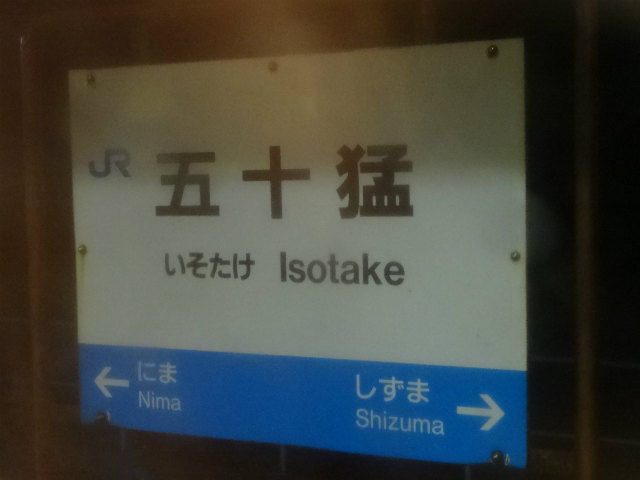 JR 五十猛
いそたけ Isotake
← にま
Nima
しずま →
Shizuma